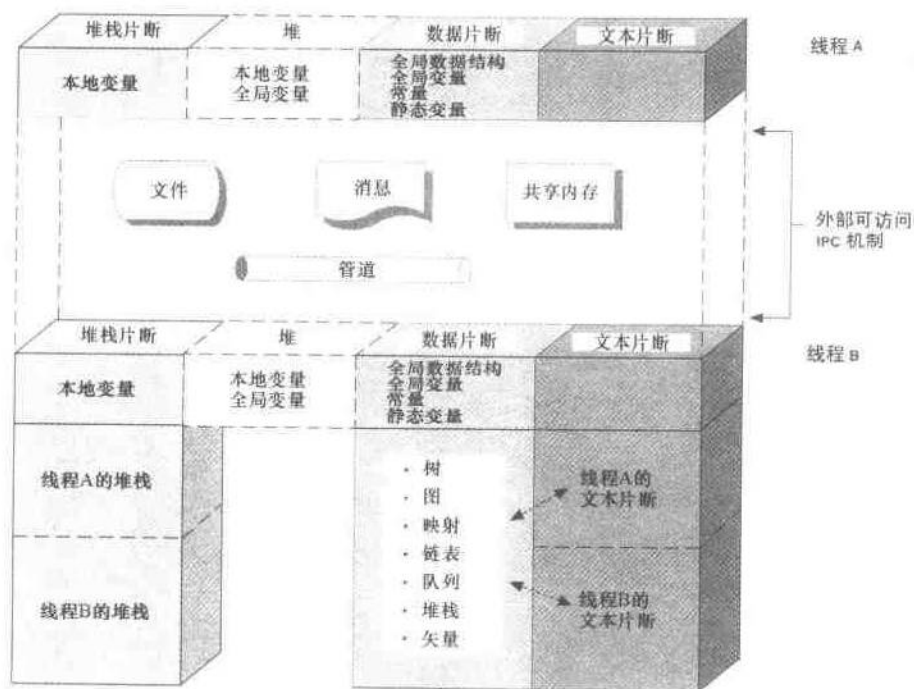 堆栈片断
堆
数据片断
文本片断
线程 A
本地变量
本地变量
全局变量
全局数据结构
全局变量
常量
静态变量
文件
消息
共享内存
外部可访问
IPC 机制
管道
堆栈片断
堆
数据片断
文本片断
线程 B
本地变量
本地变量
全局变量
全局数据结构
全局变量
常量
静态变量
线程A的堆栈
· 树
· 图
· 映射
· 链表
· 队列
· 堆栈
· 矢量
线程A的
文本片断
线程B的堆栈
线程B的
文本片断